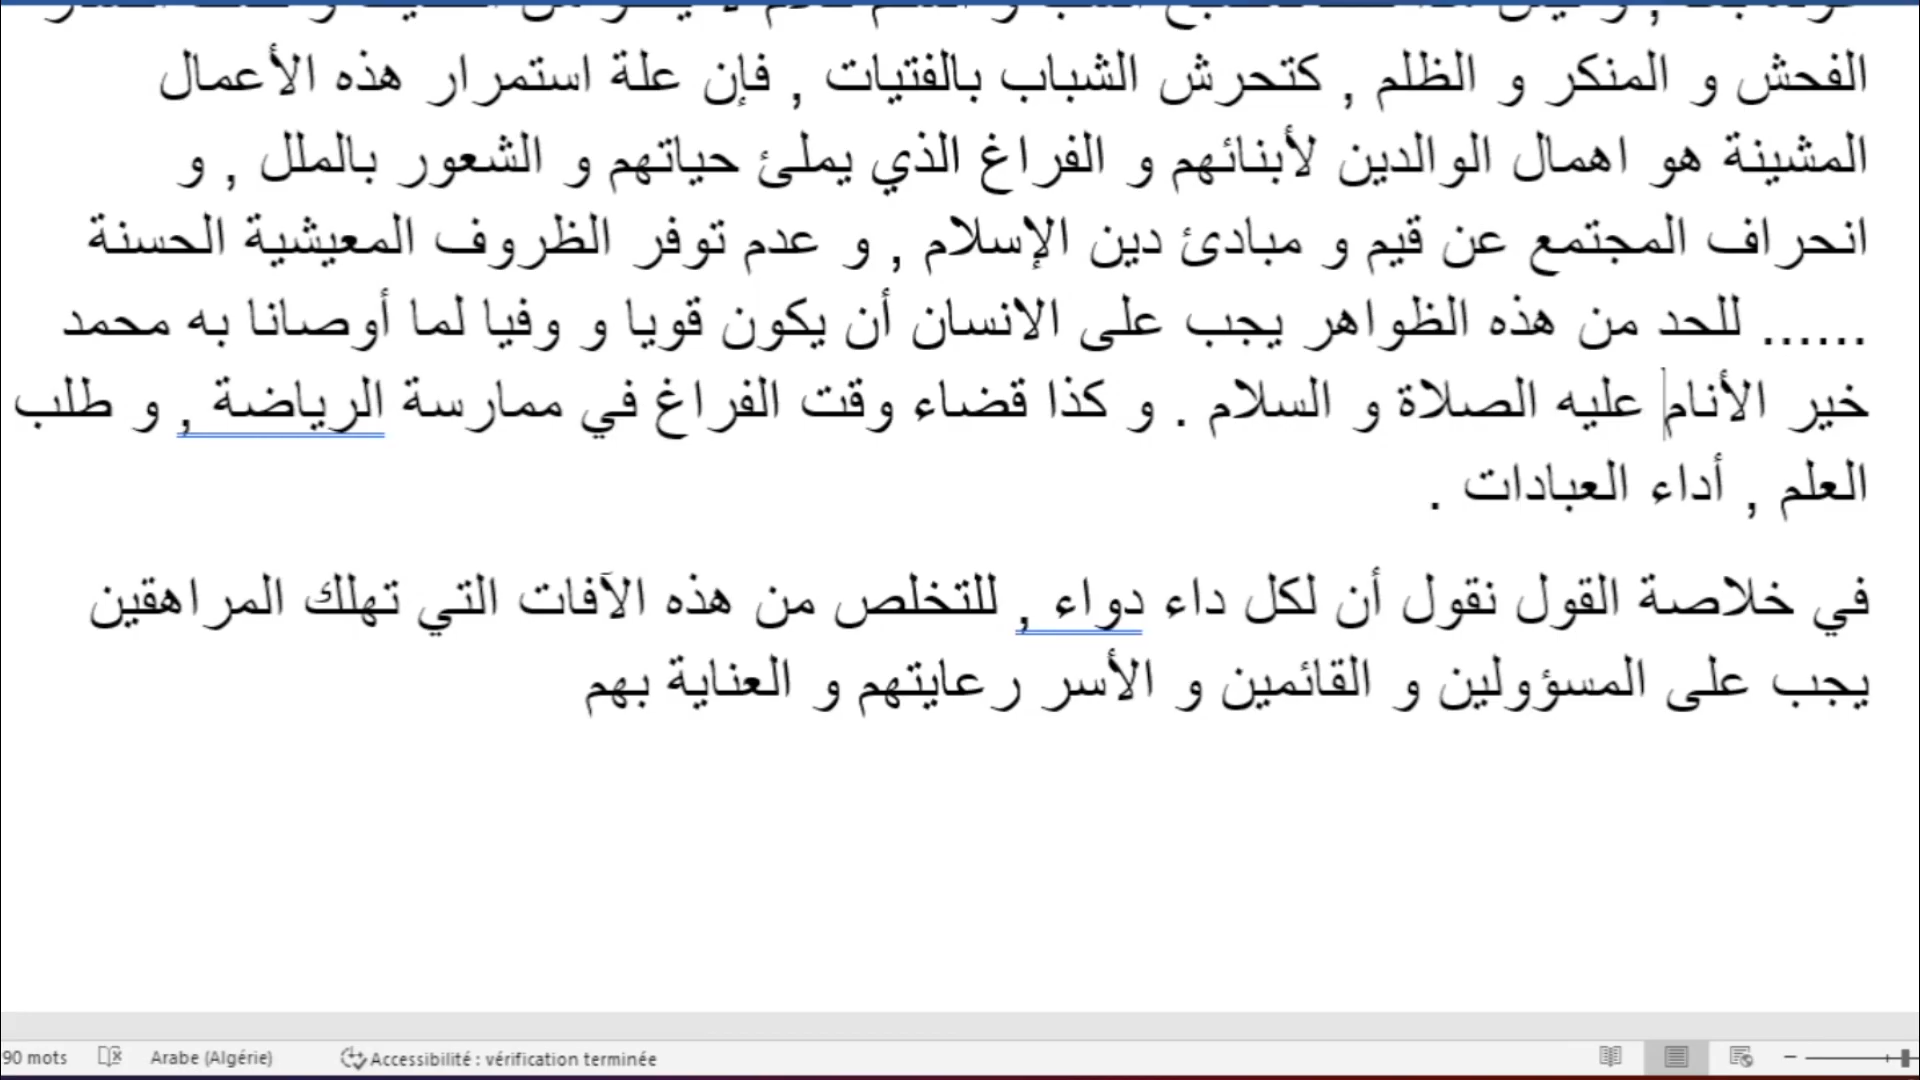 الفحش و المنكر و الظلم , كتحرش الشباب بالفتيات , فإن علة استمرار هذه الأعمال
المشينة هو اهمال الوالدين لأبنائهم و الفراغ الذي يملئ حياتهم و الشعور بالملل , و
انحراف المجتمع عن قيم و مبادئ دين الإسلام , و عدم توفر الظروف المعيشية الحسنة
...... للحد من هذه الظواهر يجب على الانسان أن يكون قويا و وفيا لما أوصانا به محمد
خير الأنام عليه الصلاة و السلام . و كذا قضاء وقت الفراغ في ممارسة الرياضة , و طلب
العلم , أداء العبادات .
في خلاصة القول نقول أن لكل داء دواء , للتخلص من هذه الآفات التي تهلك المراهقين
يجب على المسؤولين و القائمين و الأسر رعايتهم و العناية بهم
90 mots Arabe (Algérie) Accessibilité : vérification terminée